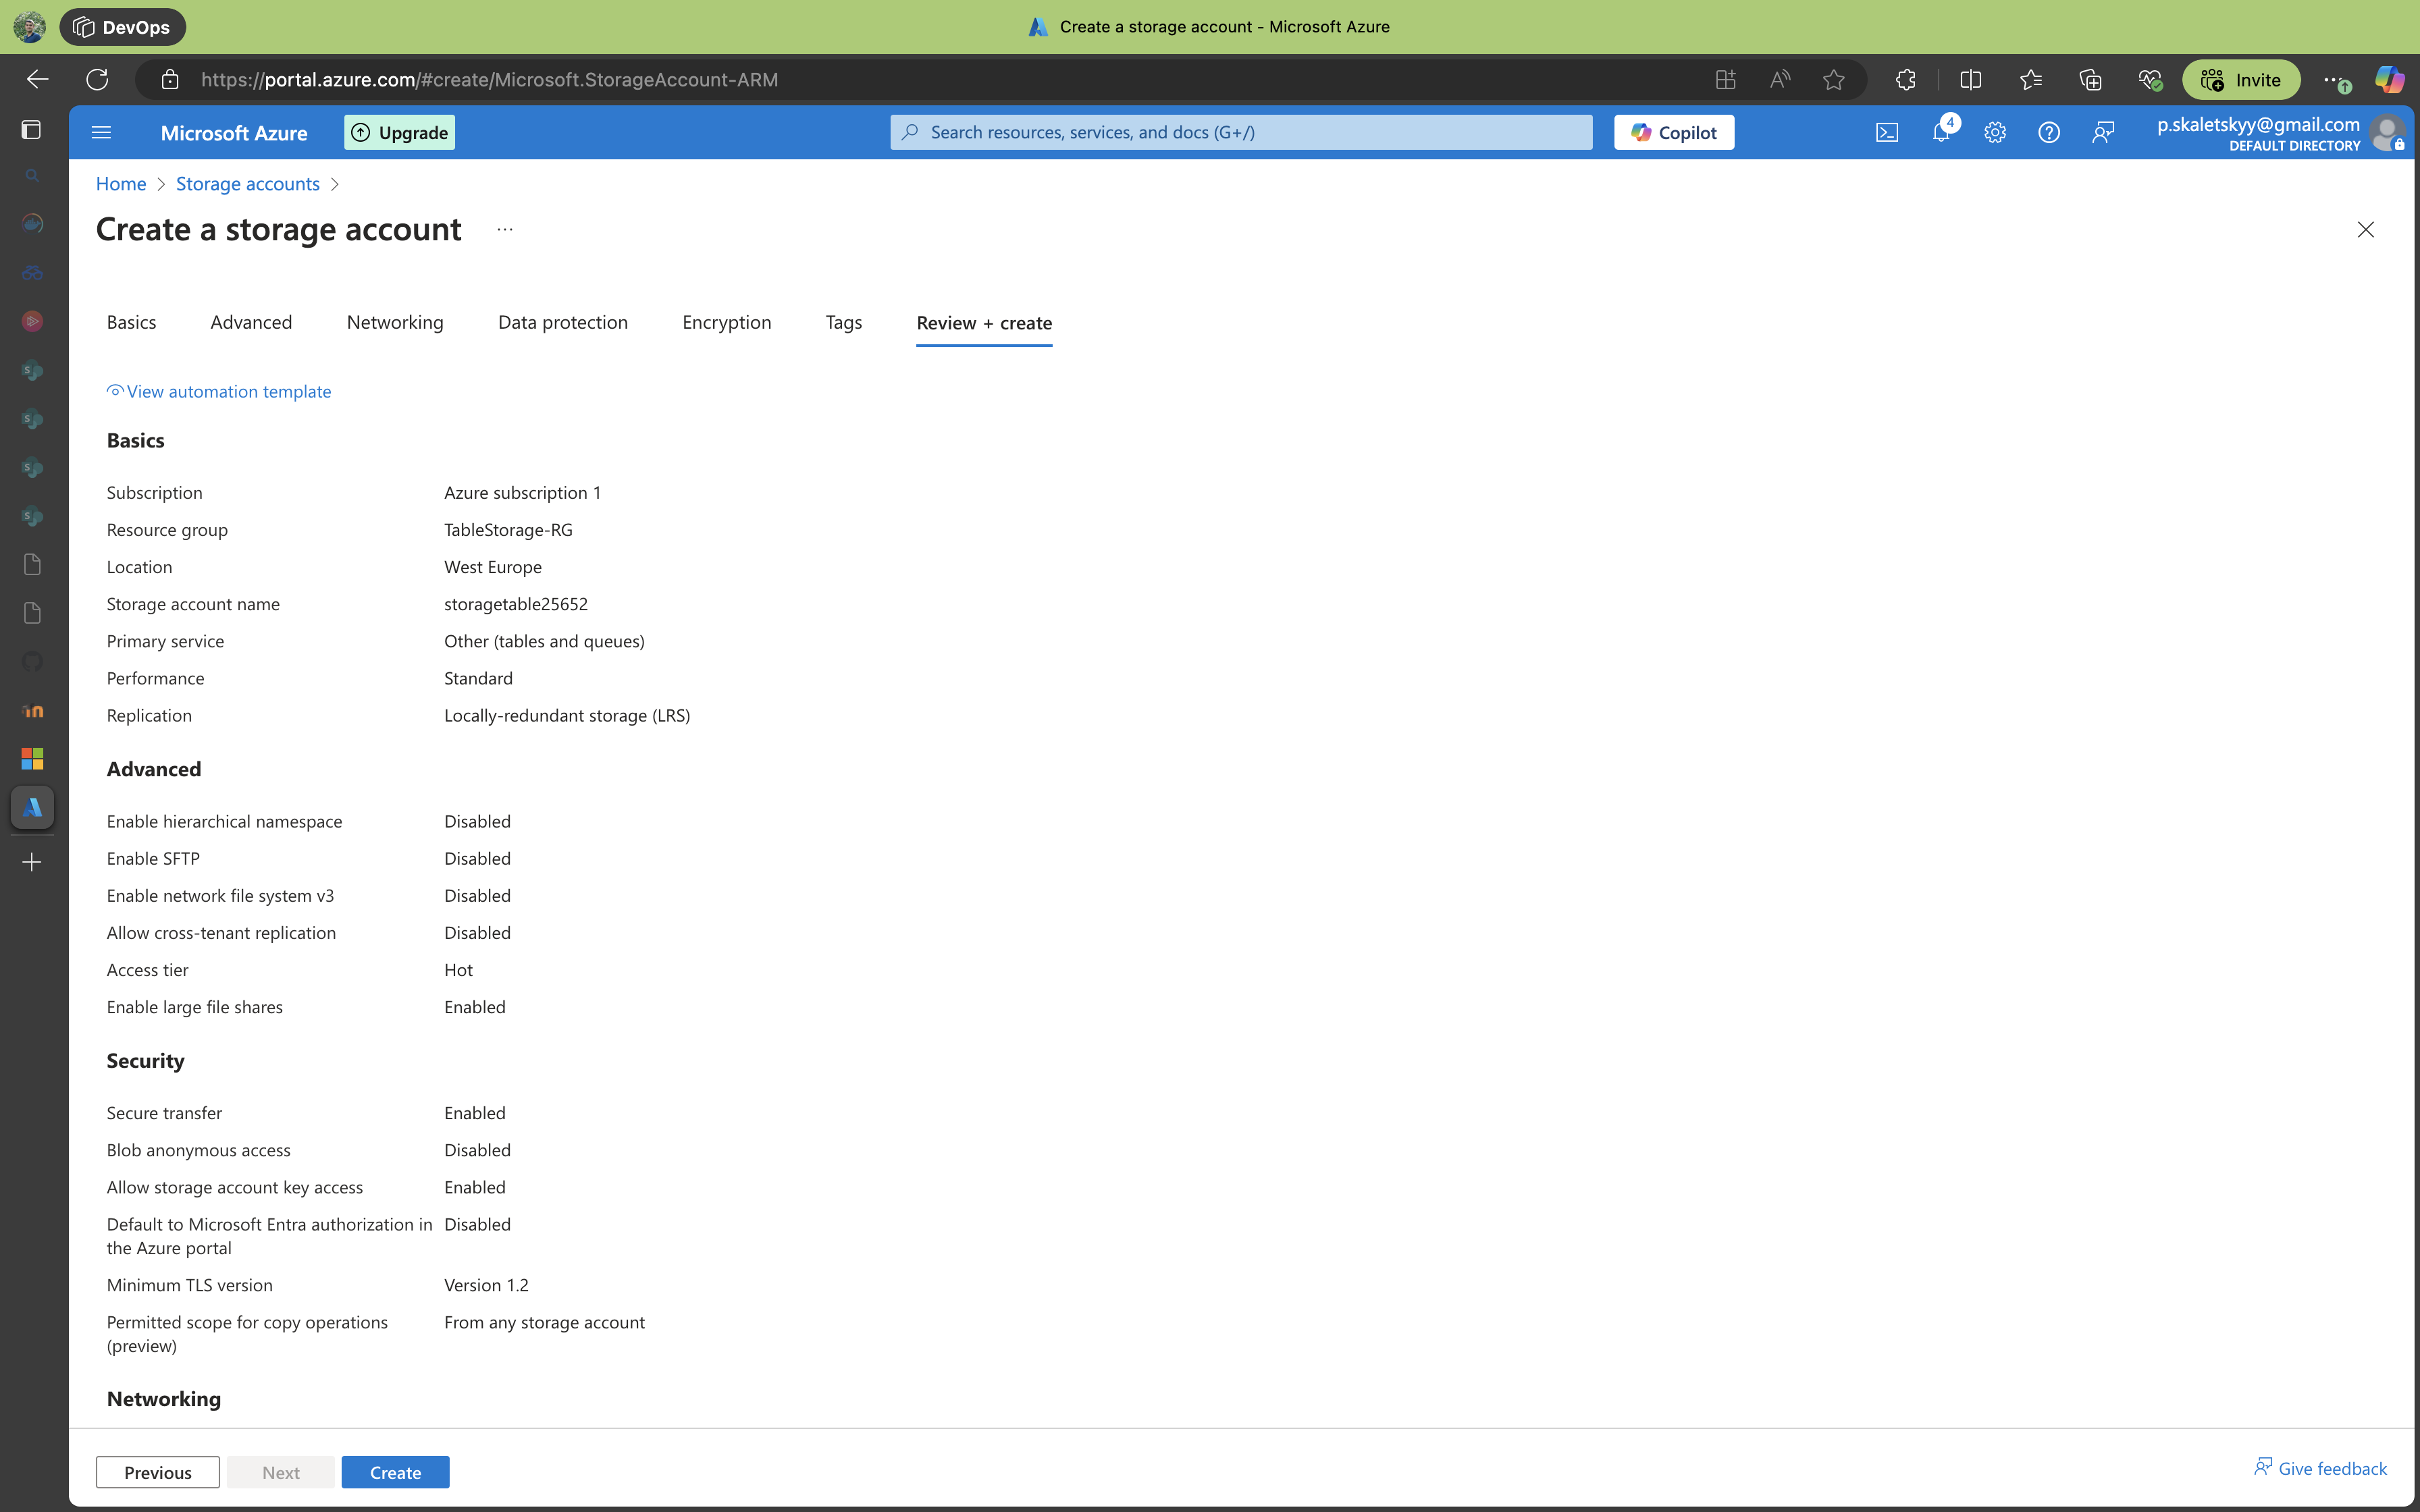 DevOps
Create a storage account - Microsoft Azure
https://portal.azure.com/#create/Microsoft.StorageAccount-ARM
Invite
Microsoft Azure
Upgrade
Search resources, services, and docs (G+/)
Copilot
4
p.skaletskyy@gmail.com
DEFAULT DIRECTORY
Home > Storage accounts >
Create a storage account ...
Basics Advanced Networking Data protection Encryption Tags Review + create
View automation template
Basics
Subscription Azure subscription 1
Resource group TableStorage-RG
Location West Europe
Storage account name storagetable25652
Primary service Other (tables and queues)
Performance Standard
Replication Locally-redundant storage (LRS)
Advanced
Enable hierarchical namespace Disabled
Enable SFTP Disabled
Enable network file system v3 Disabled
Allow cross-tenant replication Disabled
Access tier Hot
Enable large file shares Enabled
Security
Secure transfer Enabled
Blob anonymous access Disabled
Allow storage account key access Enabled
Default to Microsoft Entra authorization in Disabled
the Azure portal
Minimum TLS version Version 1.2
Permitted scope for copy operations From any storage account
(preview)
Networking
Previous Next Create
Give feedback